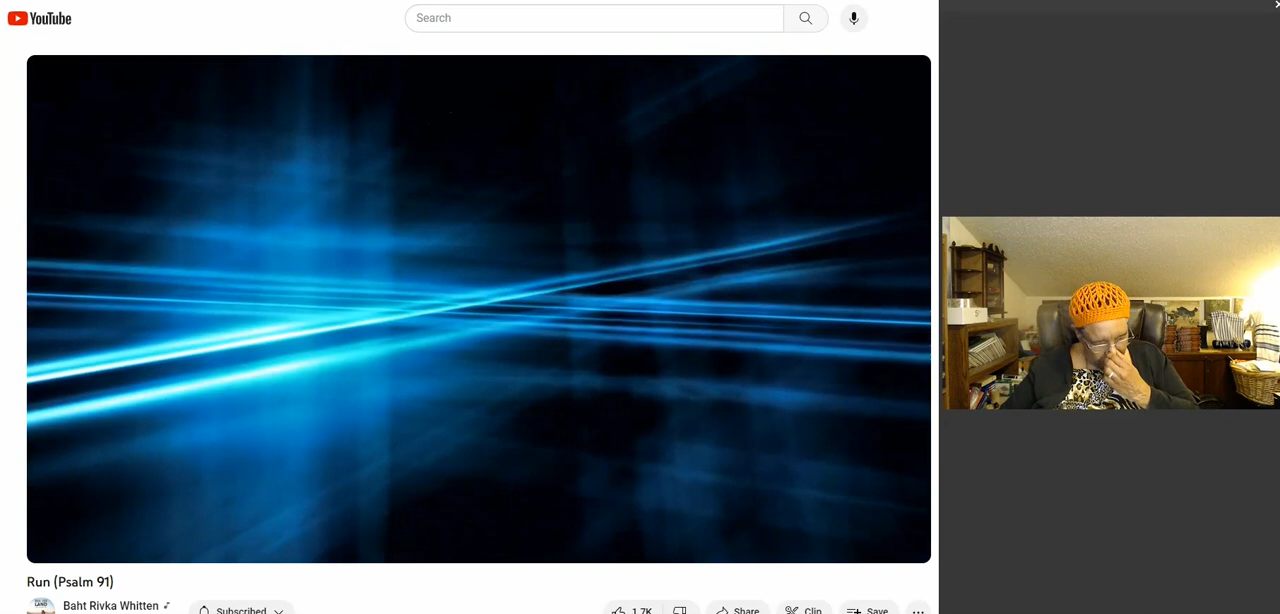 YouTube
Search
Run (Psalm 91)
Baht Rivka Whitten
Subscribed
1.7K
Share
Clip
Save